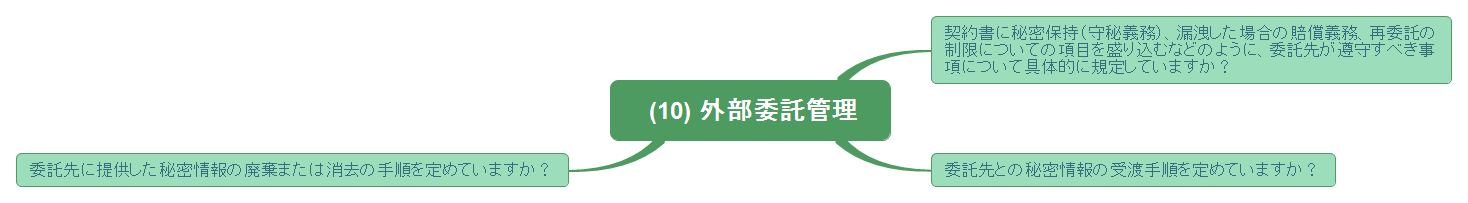 契約書に秘密保持（守秘義務）、漏洩した場合の賠償義務、再委託の
制限についての項目を盛り込むなどのように、委託先が遵守すべき事
項について具体的に規定していますか？
(10) 外部委託管理
委託先に提供した秘密情報の廃棄または消去の手順を定めていますか？
委託先との秘密情報の受渡手順を定めていますか？